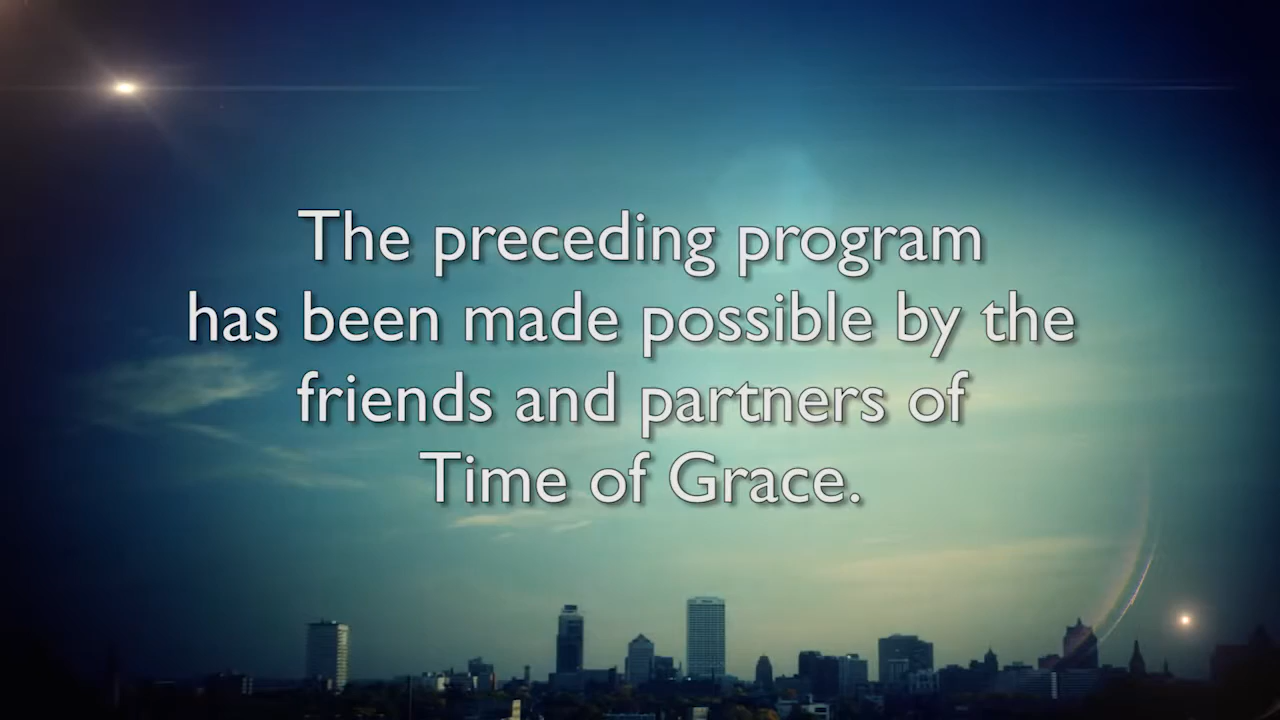 The preceding program
has been made possible by the
friends and partners of
Time of Grace.